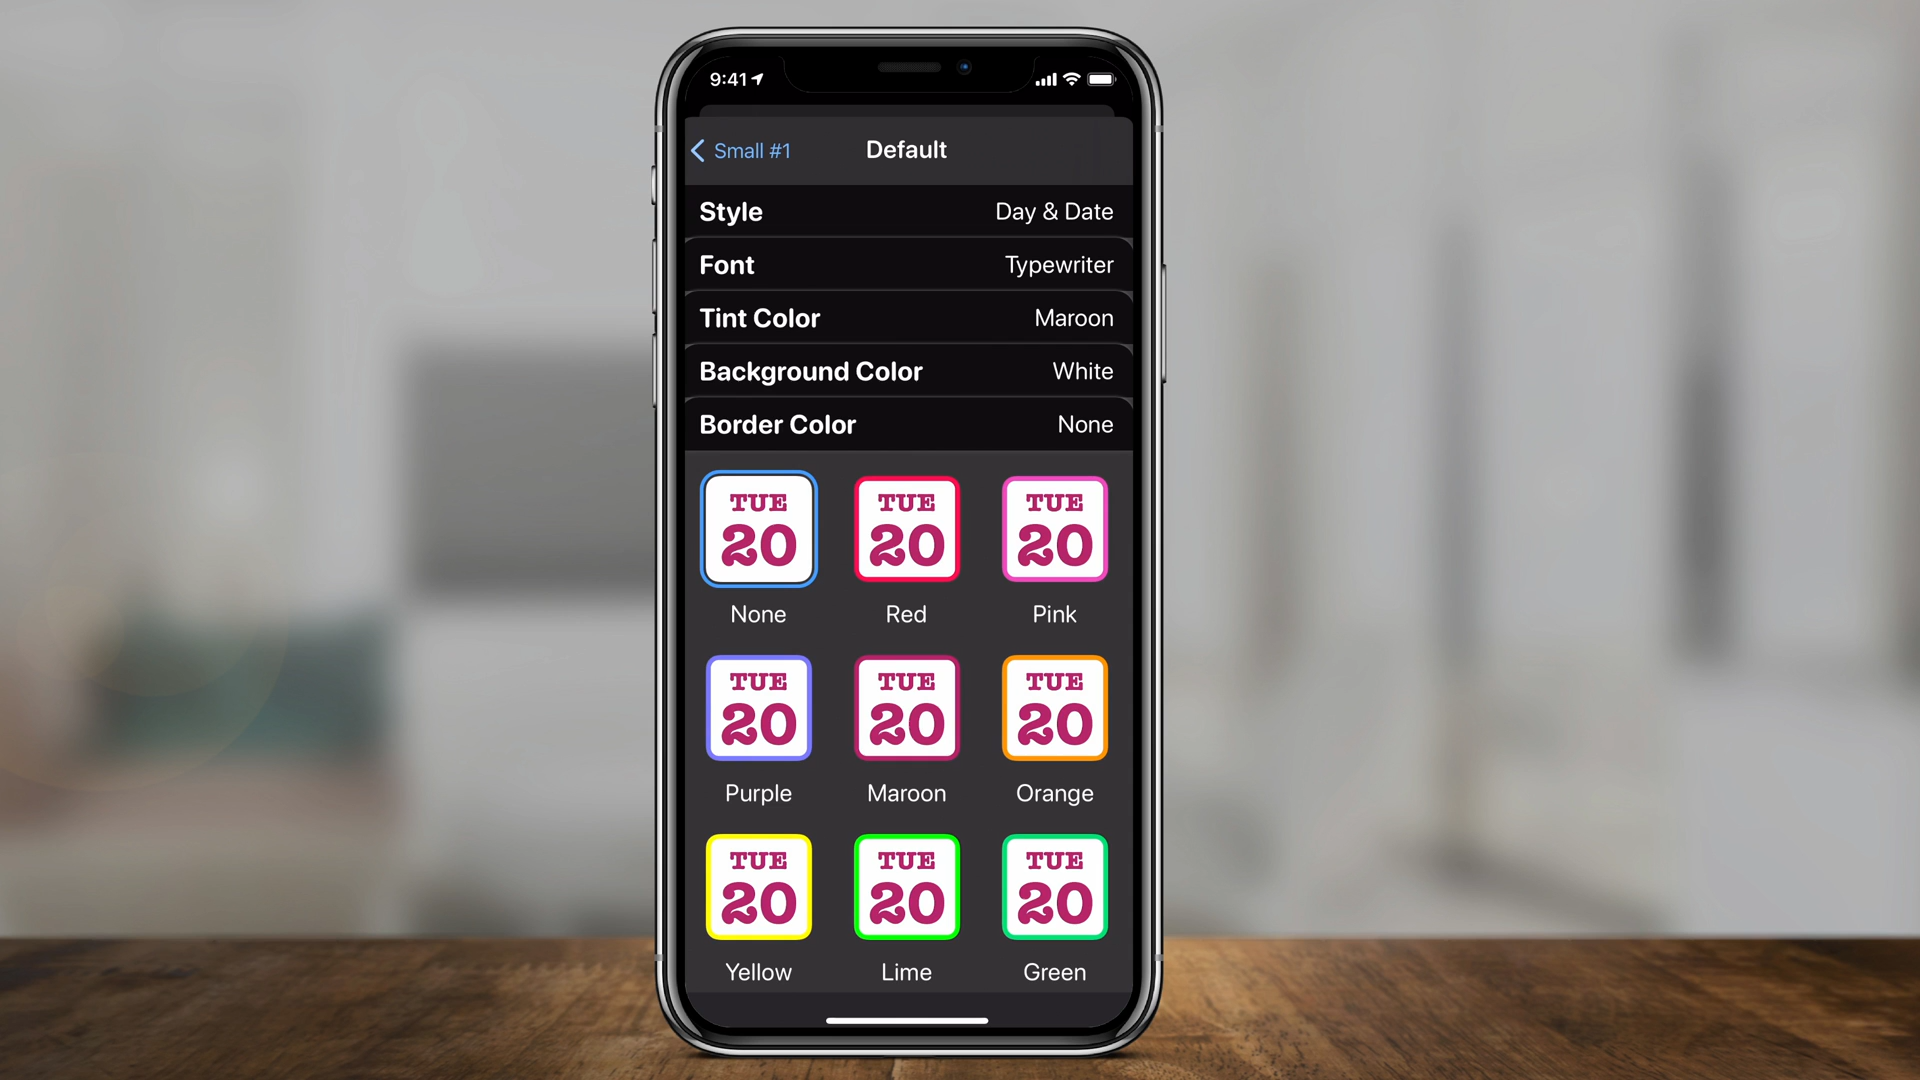 9:41
Small #1 Default
Style Day & Date
Font Typewriter
Tint Color Maroon
Background Color White
Border Color None
TUE TUE TUE
20 20 20
None Red Pink
TUE TUE TUE
20 20 20
Purple Maroon Orange
TUE TUE TUE
20 20 20
Yellow Lime Green